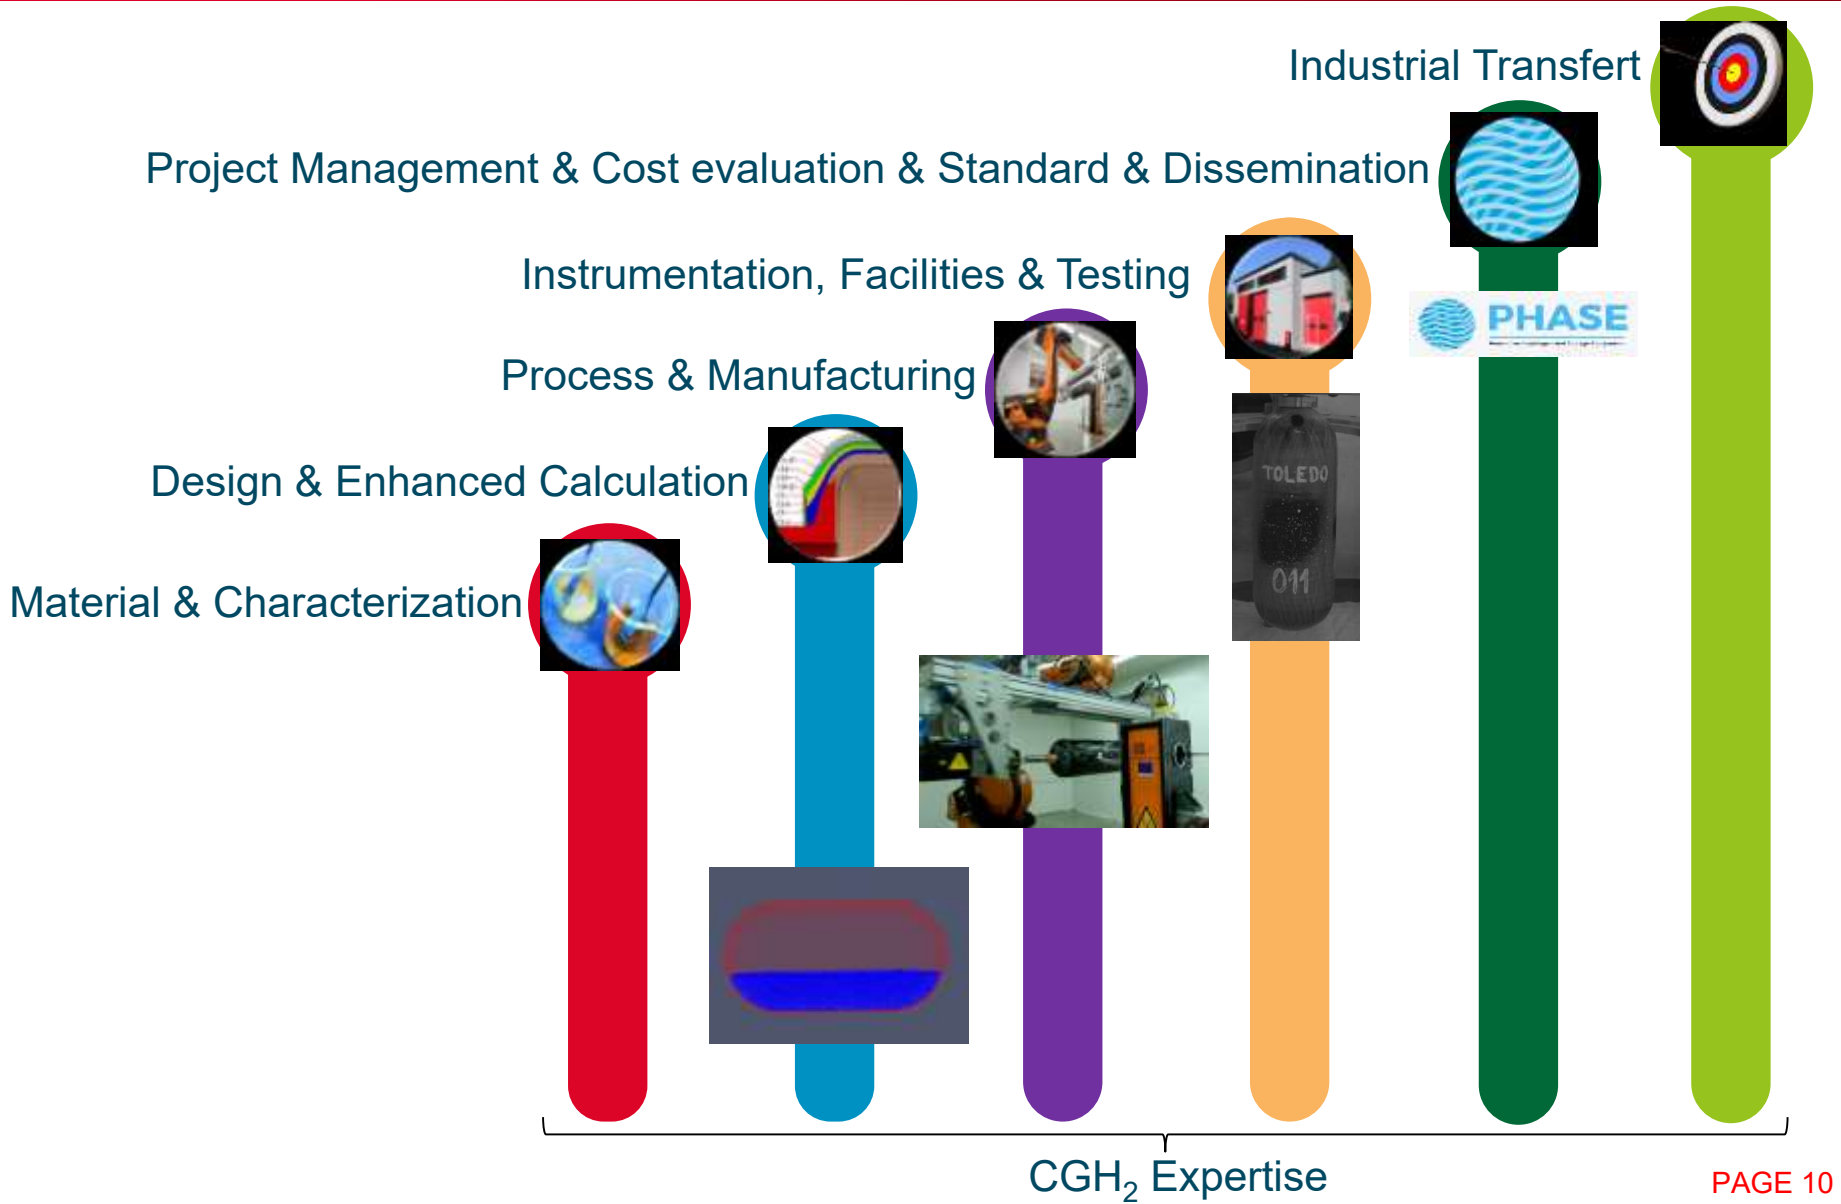 Industrial Transfert
Project Management & Cost evaluation & Standard & Dissemination
Instrumentation, Facilities & Testing
PHASE
Process & Manufacturing
TOLEDO
011
Design & Enhanced Calculation
Material & Characterization
CGH₂ Expertise
PAGE 10